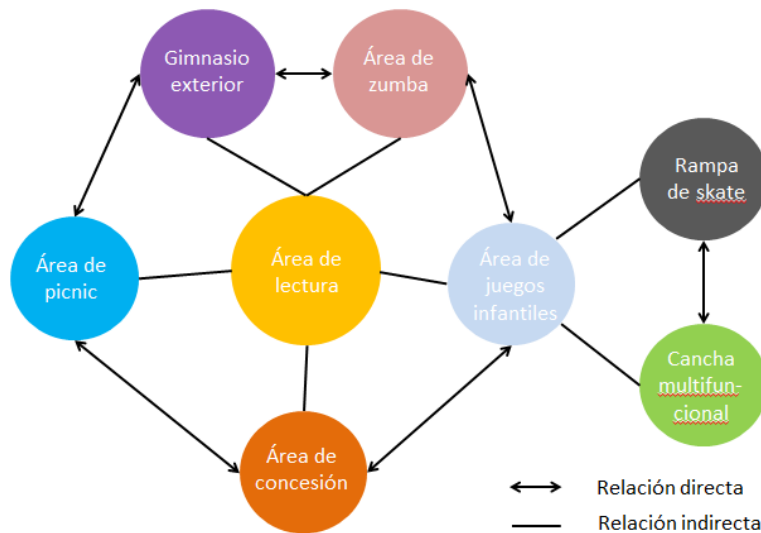 Gimnasio
exterior
Área de
zumba
Rampa
de skate
Área de
picnic
Área de
lectura
Área de
juegos
infantiles
Cancha
multifun-
cional
Área de
concesión
Relación directa
Relación indirecta